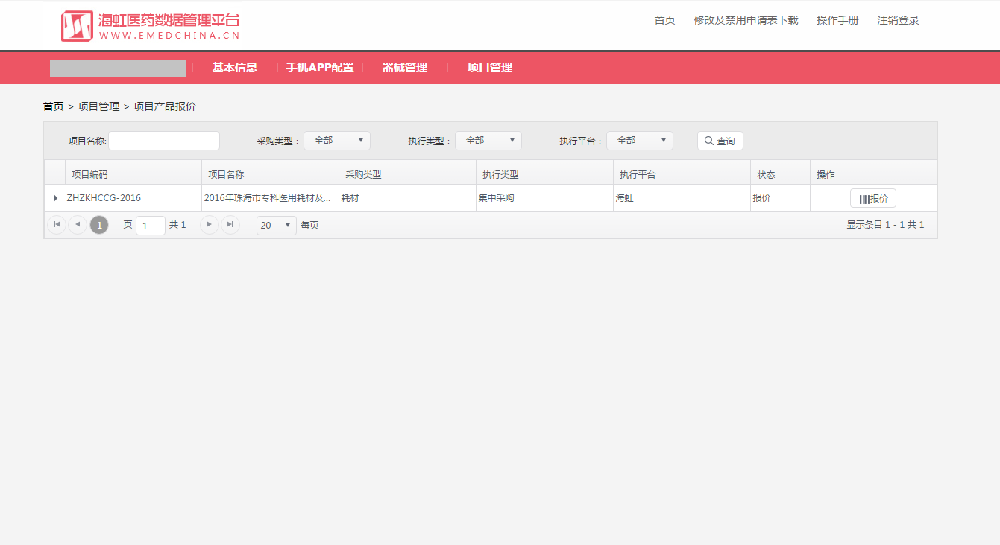 海虹医药数据管理平台
WWW.EMEDCHINA.CN
首页 修改及禁用申请表下载 操作手册 注销登录
基本信息 手机APP配置 器械管理 项目管理
首页 > 项目管理 > 项目产品报价
项目名称: 采购类型： --全部-- 执行类型： --全部-- 执行平台： --全部-- 查询
项目编码 项目名称 采购类型 执行类型 执行平台 状态 操作
ZHZKHCCG-2016 2016年珠海市专科医用耗材及... 耗材 集中采购 海虹 报价 报价
1 页 1 共 1 20 每页 显示条目 1 - 1 共 1